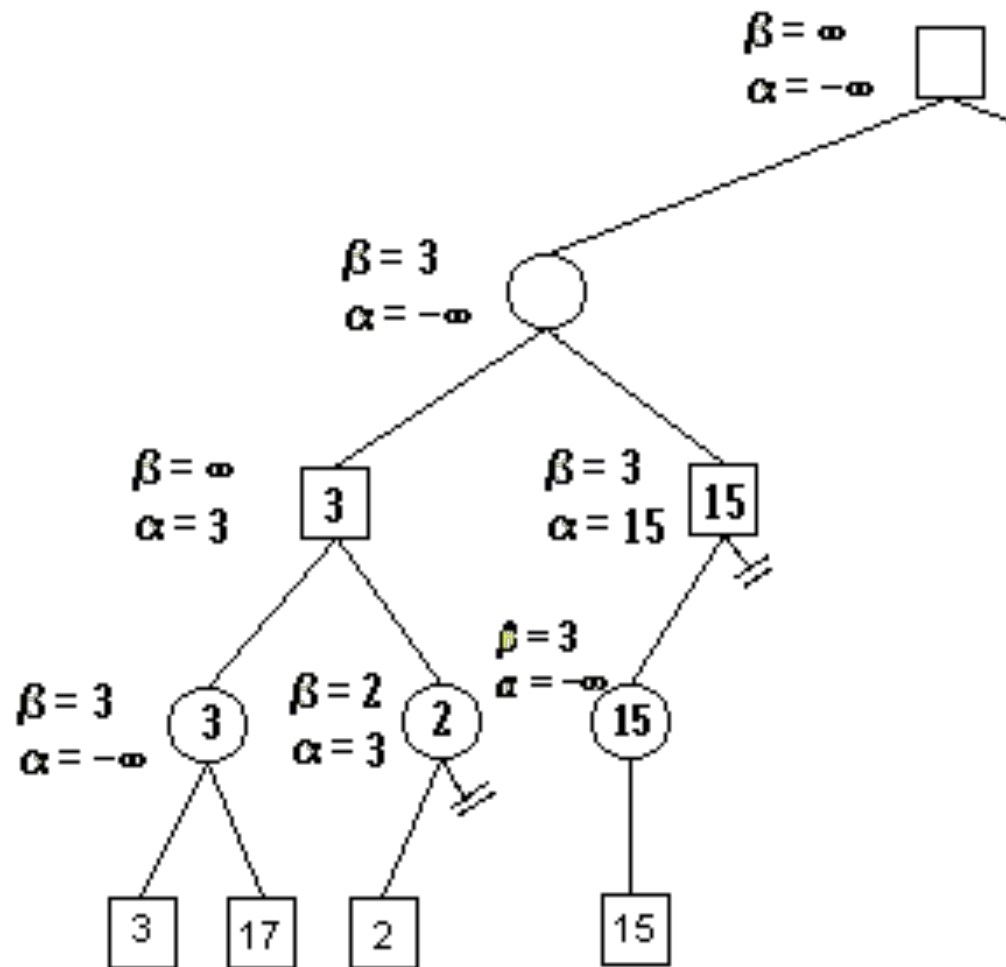 β = ∞
α = −∞
β = 3
α = −∞
β = ∞
α = 3
3
β = 3
α = 15
15
β = 3
α = −∞
3
β = 2
α = 3
2
β = 3
α = −∞
15
3
17
2
15